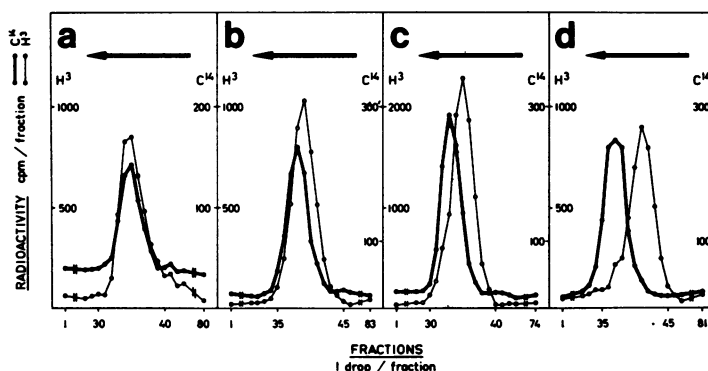 a b c d
C¹⁴
H³
H³ C¹⁴ H³ C¹⁴ H³ C¹⁴ H³ C¹⁴
1000 200 1000 300 2000 300 1000 300
500 100 500 100 1000 100 500 100
RADIOACTIVITY cpm / fraction
1 30 40 80 1 35 45 83 1 30 40 74 1 35 45
FRACTIONS
1 drop / fraction